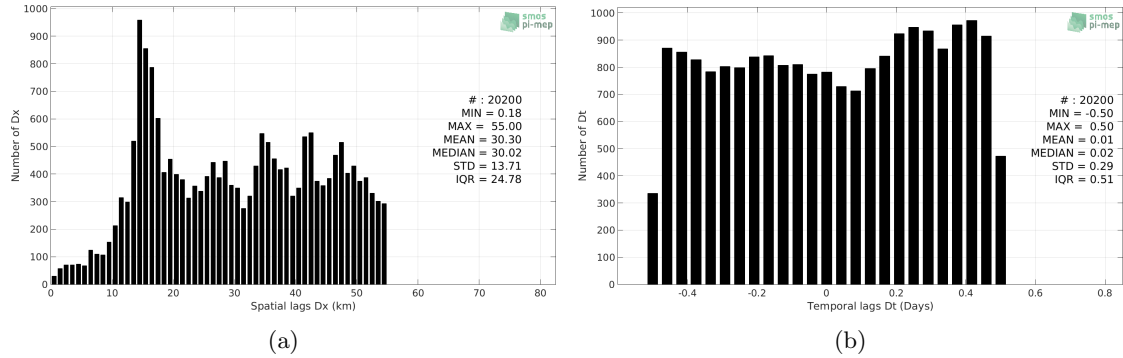 1000
900
800
700
600
500
400
300
200
100
0
Number of Dx
0 10 20 30 40 50 60 70 80
Spatial lags Dx (km)
smos
pi-mep
# : 20200
MIN = 0.18
MAX = 55.00
MEAN = 30.30
MEDIAN = 30.02
STD = 13.71
IQR = 24.78
(a)
1000
900
800
700
600
500
400
300
200
100
0
Number of Dt
-0.4 -0.2 0 0.2 0.4 0.6 0.8
Temporal lags Dt (Days)
smos
pi-mep
# : 20200
MIN = -0.50
MAX = 0.50
MEAN = 0.01
MEDIAN = 0.02
STD = 0.29
IQR = 0.51
(b)